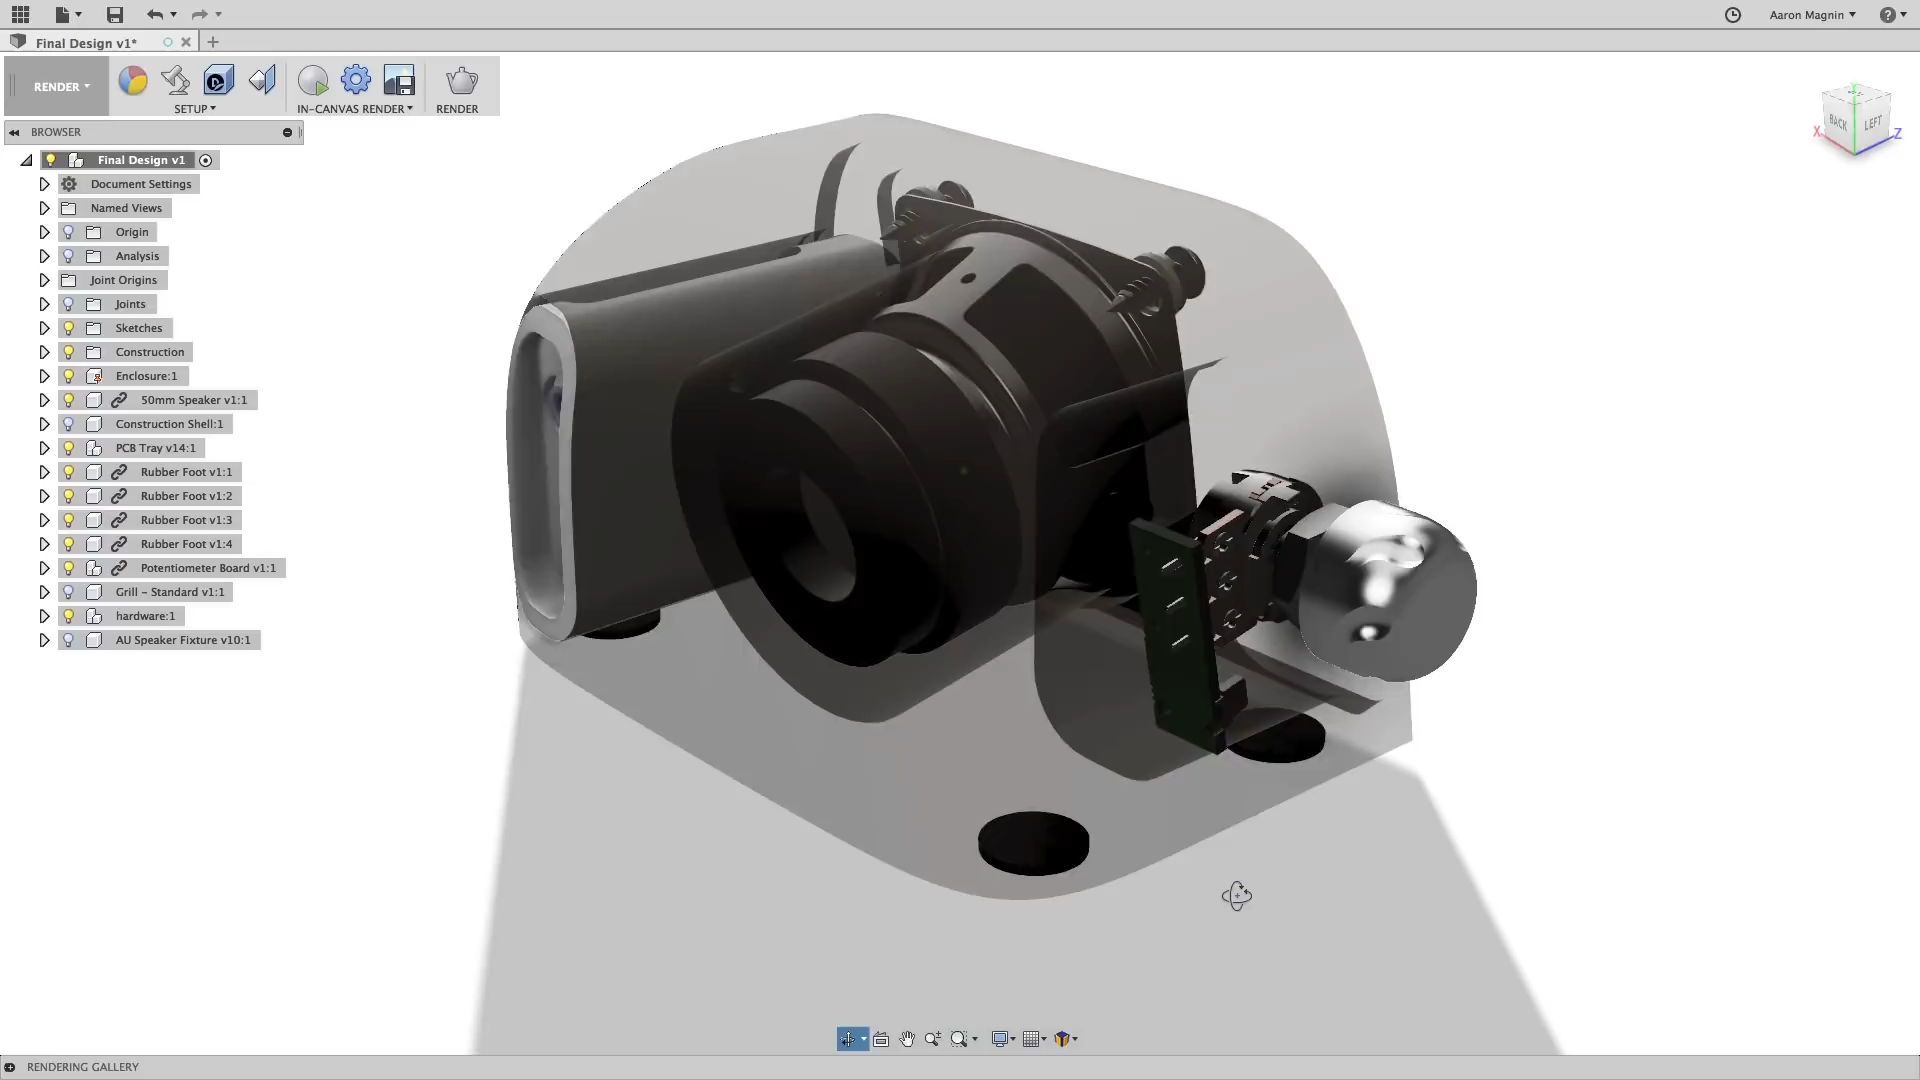 Aaron Magnin
Final Design v1*
RENDER
SETUP
IN-CANVAS RENDER
RENDER
BACK
LEFT
X
Z
BROWSER
Final Design v1
Document Settings
Named Views
Origin
Analysis
Joint Origins
Joints
Sketches
Construction
Enclosure:1
50mm Speaker v1:1
Construction Shell:1
PCB Tray v14:1
Rubber Foot v1:1
Rubber Foot v1:2
Rubber Foot v1:3
Rubber Foot v1:4
Potentiometer Board v1:1
Grill - Standard v1:1
hardware:1
AU Speaker Fixture v10:1
RENDERING GALLERY